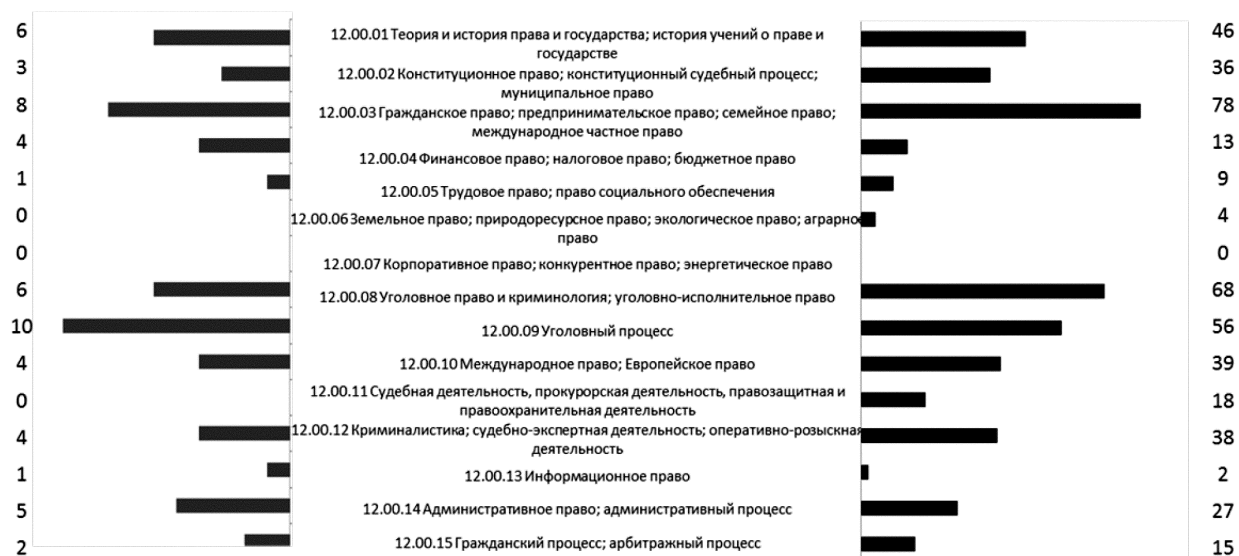 6 12.00.01 Теория и история права и государства; история учений о праве и 46
государстве
3 12.00.02 Конституционное право; конституционный судебный процесс; 36
муниципальное право
8 12.00.03 Гражданское право; предпринимательское право; семейное право; 78
международное частное право
4 12.00.04 Финансовое право; налоговое право; бюджетное право 13
1 12.00.05 Трудовое право; право социального обеспечения 9
0 12.00.06 Земельное право; природоресурсное право; экологическое право; аграрное 4
право
0 12.00.07 Корпоративное право; конкурентное право; энергетическое право 0
6 12.00.08 Уголовное право и криминология; уголовно-исполнительное право 68
10 12.00.09 Уголовный процесс 56
4 12.00.10 Международное право; Европейское право 39
0 12.00.11 Судебная деятельность, прокурорская деятельность, правозащитная и 18
правоохранительная деятельность
4 12.00.12 Криминалистика; судебно-экспертная деятельность; оперативно-розыскная 38
деятельность
1 12.00.13 Информационное право 2
5 12.00.14 Административное право; административный процесс 27
2 12.00.15 Гражданский процесс; арбитражный процесс 15